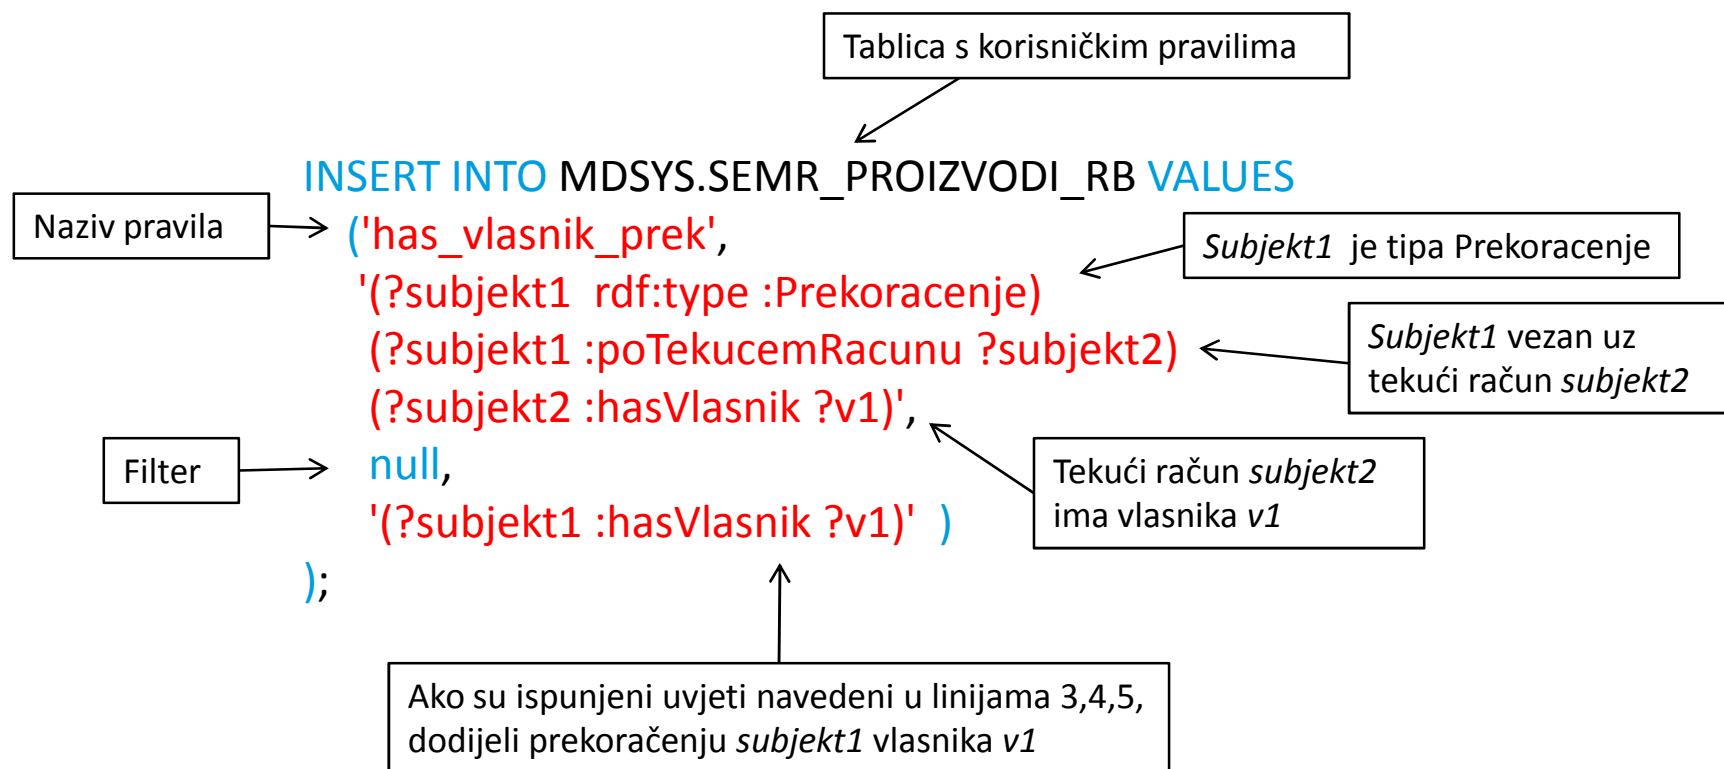 Tablica s korisničkim pravilima
INSERT INTO MDSYS.SEMR_PROIZVODI_RB VALUES
Naziv pravila
('has_vlasnik_prek',
Subjekt1 je tipa Prekoracenje
'(?subjekt1 rdf:type :Prekoracenje)
(?subjekt1 :poTekucemRacunu ?subjekt2)
Subjekt1 vezan uz
tekući račun subjekt2
(?subjekt2 :hasVlasnik ?v1)',
Filter
null,
Tekući račun subjekt2
ima vlasnika v1
'(?subjekt1 :hasVlasnik ?v1)' )
);
Ako su ispunjeni uvjeti navedeni u linijama 3,4,5,
dodijeli prekoračenju subjekt1 vlasnika v1